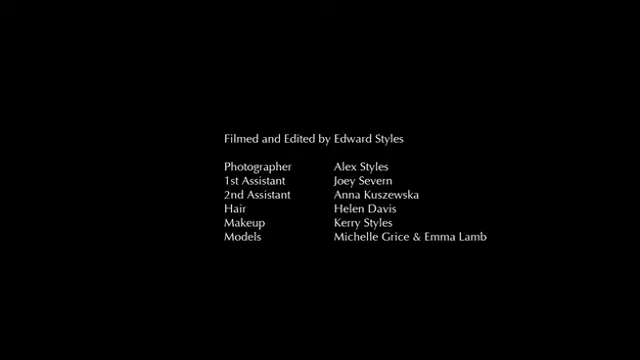 Filmed and Edited by Edward Styles
Photographer Alex Styles
1st Assistant Joey Severn
2nd Assistant Anna Kuszewska
Hair Helen Davis
Makeup Kerry Styles
Models Michelle Grice & Emma Lamb